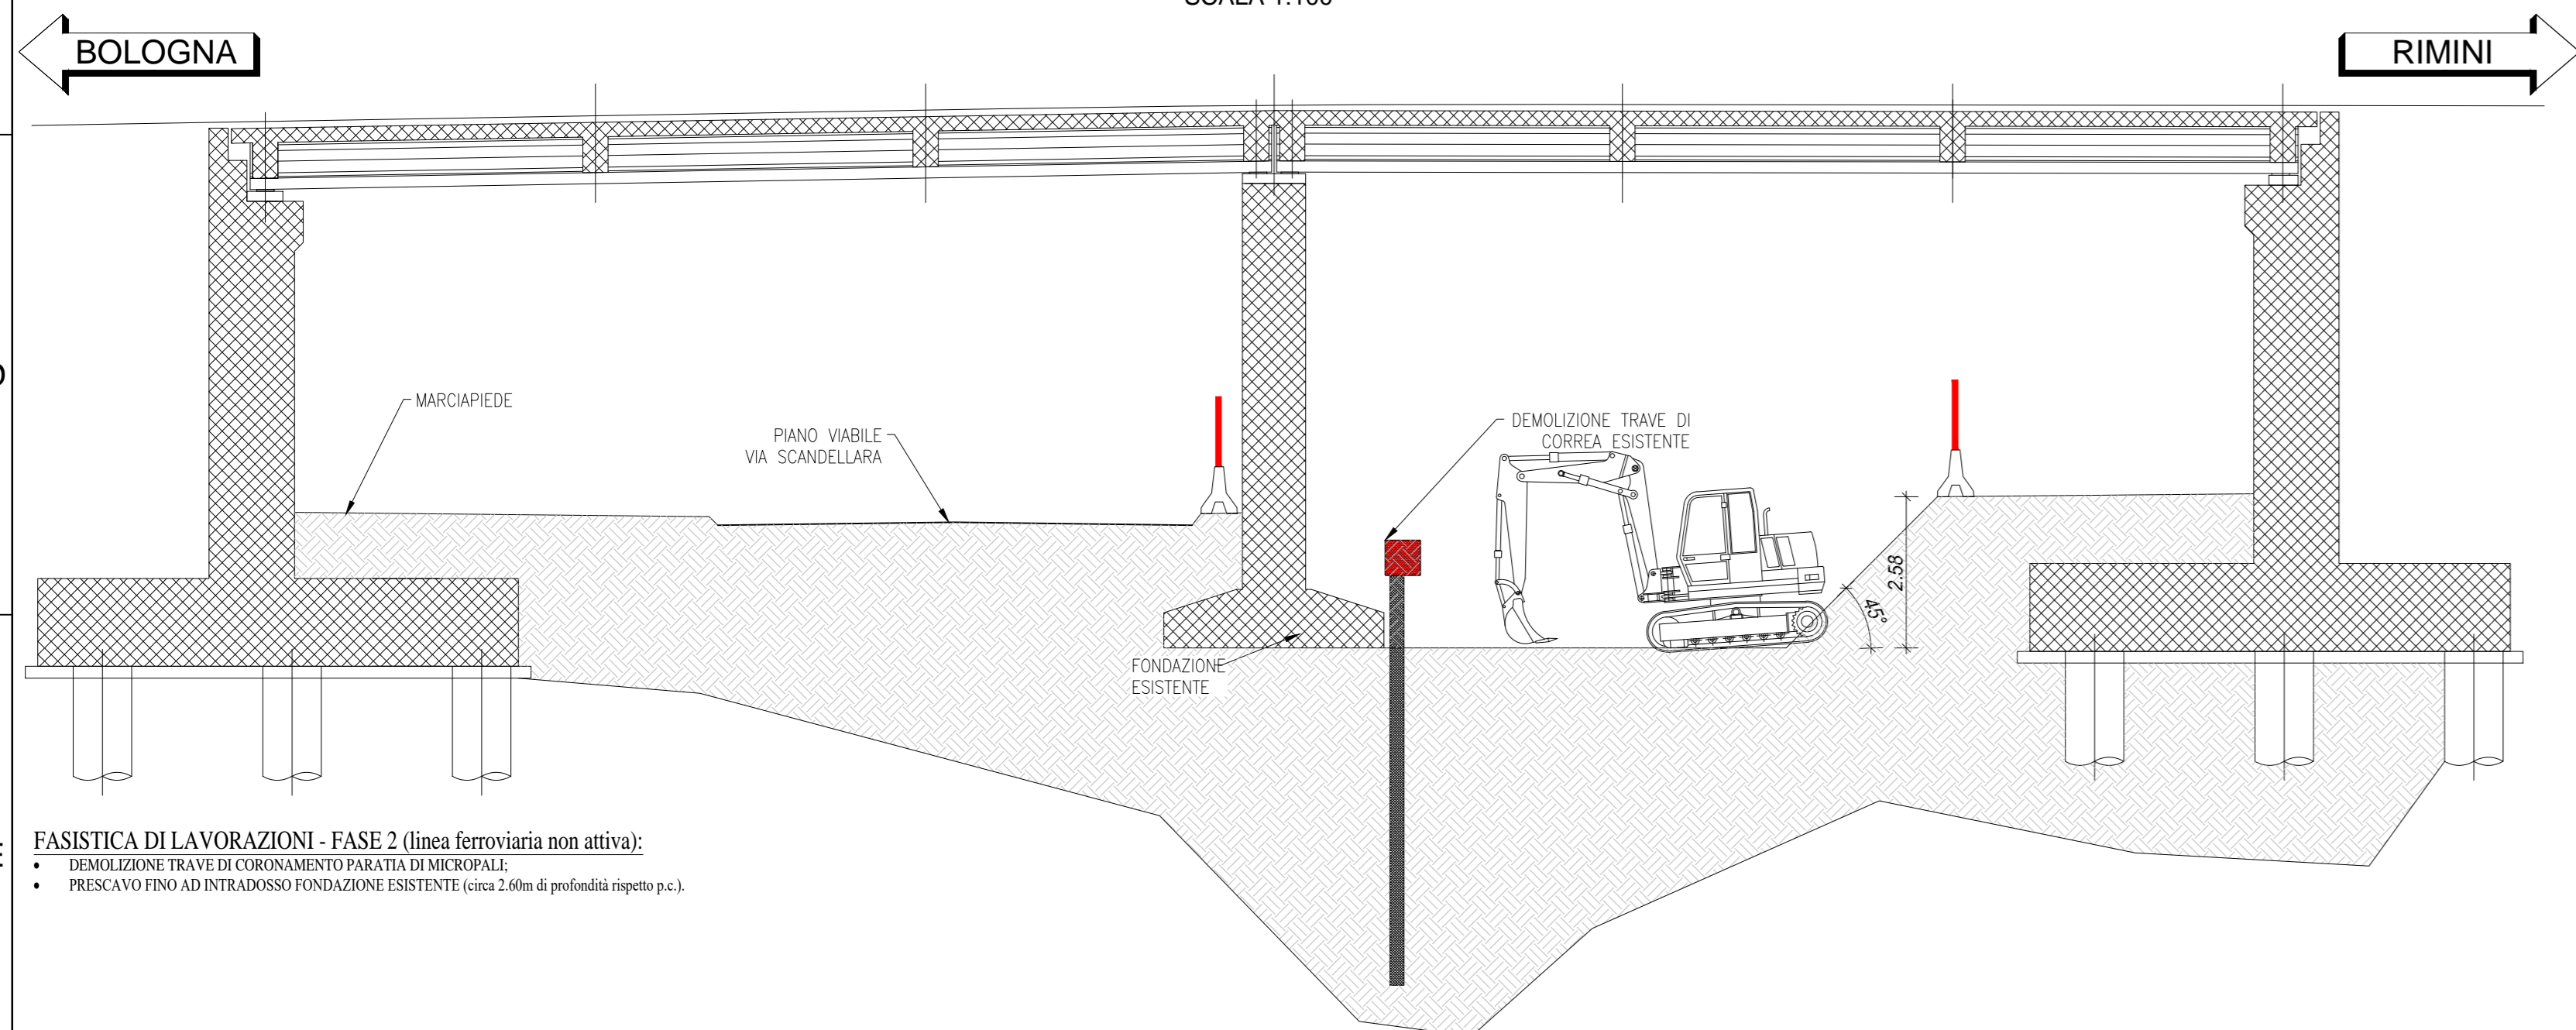 BOLOGNA
RIMINI
MARCIAPIEDE
PIANO VIABILE
VIA SCANDELLARA
DEMOLIZIONE TRAVE DI
CORREA ESISTENTE
2.58
45°
FONDAZIONE
ESISTENTE
FASISTICA DI LAVORAZIONI - FASE 2 (linea ferroviaria non attiva):
• DEMOLIZIONE TRAVE DI CORONAMENTO PARATIA DI MICROPALI;
• PRESCAVO FINO AD INTRADOSSO FONDAZIONE ESISTENTE (circa 2.60m di profondità rispetto p.c.).